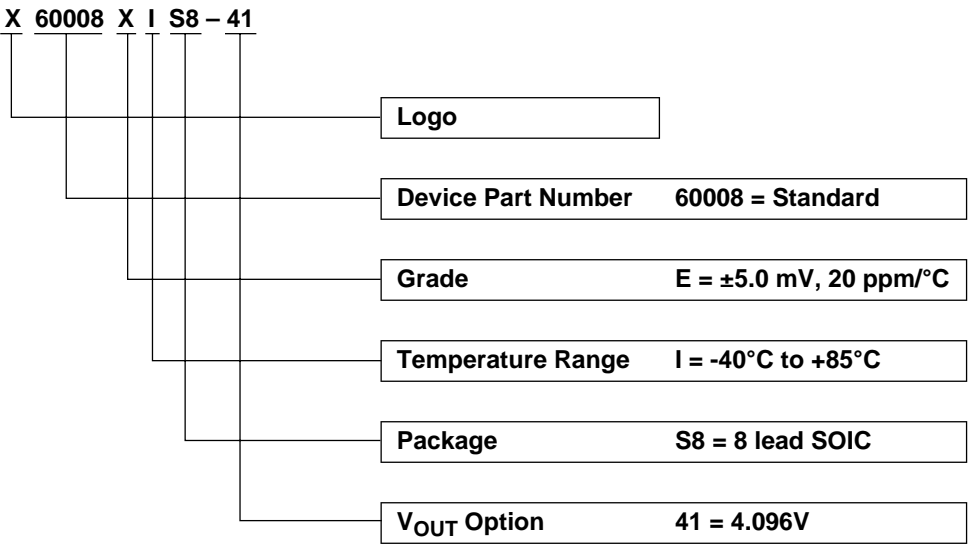 X 60008 X I S8 – 41
Logo
Device Part Number 60008 = Standard
Grade E = ±5.0 mV, 20 ppm/°C
Temperature Range I = -40°C to +85°C
Package S8 = 8 lead SOIC
VOUT Option 41 = 4.096V